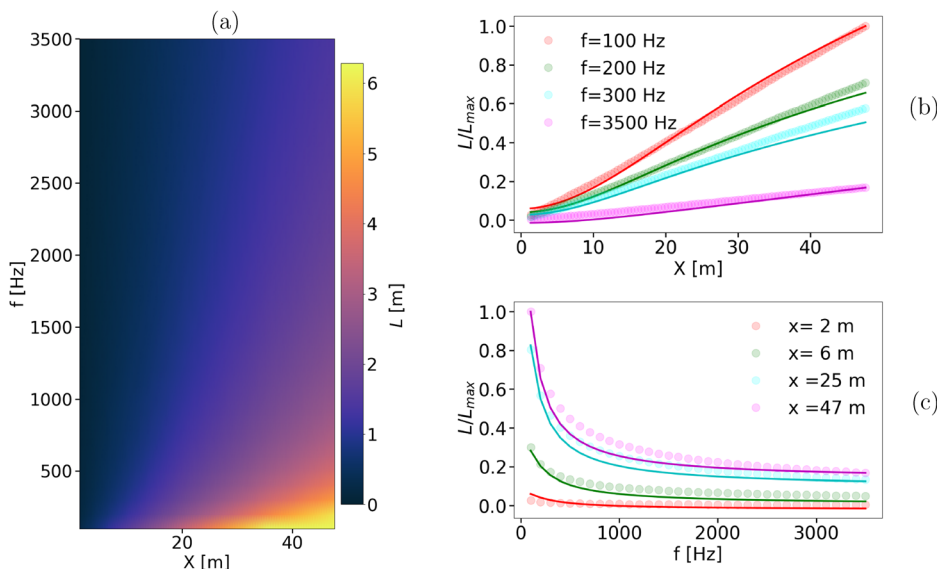 (a)
3500
3000
2500
2000
1500
1000
500
f [Hz]
20
40
X [m]
6
5
4
3
2
1
0
L [m]
(b)
1.0
0.8
0.6
0.4
0.2
0.0
L/Lmax
f=100 Hz
f=200 Hz
f=300 Hz
f=3500 Hz
0
10
20
30
40
X [m]
(c)
1.0
0.8
0.6
0.4
0.2
0.0
L/Lmax
x= 2 m
x= 6 m
x =25 m
x =47 m
0
1000
2000
3000
f [Hz]